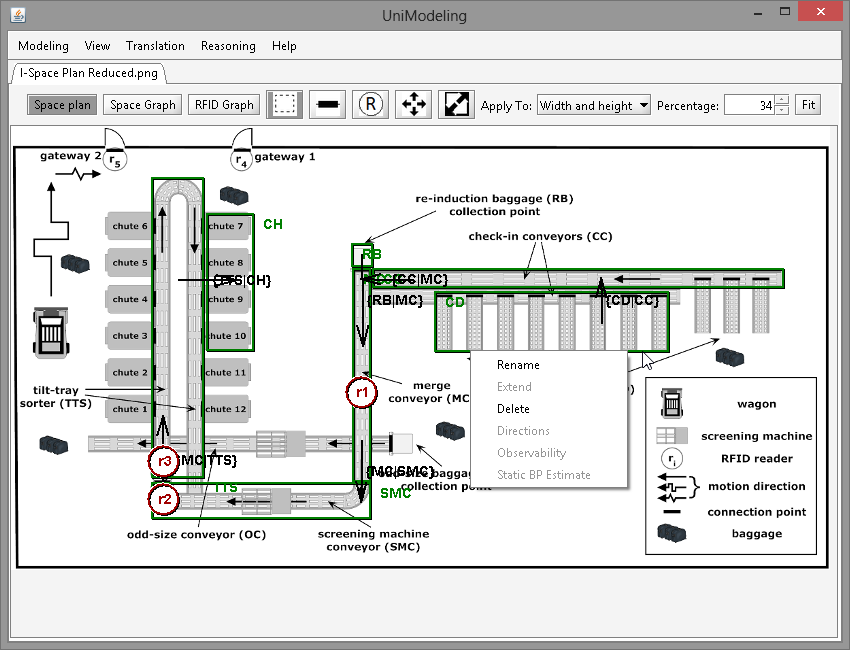 UniModeling
Modeling View Translation Reasoning Help
I-Space Plan Reduced.png
Space plan Space Graph RFID Graph R Apply To: Width and height Percentage: 34 Fit
gateway 2 r5 r4 gateway 1
re-induction baggage (RB)
collection point
check-in conveyors (CC)
chute 6 chute 7 CH
chute 5 chute 8
chute 4 chute 9
chute 3 chute 10
chute 2 chute 11
chute 1 chute 12
RB
{TTS|CH}
{CC|MC}
{RB|MC} CD {CD|CC}
tilt-tray
sorter (TTS)
r1
merge
conveyor (MC
r3 {MC|TTS}
{MC|SMC}
collection point
r2 TTS SMC
odd-size conveyor (OC)
screening machine
conveyor (SMC)
Rename
Extend
Delete
Directions
Observability
Static BP Estimate
wagon
screening machine
ri RFID reader
motion direction
connection point
baggage